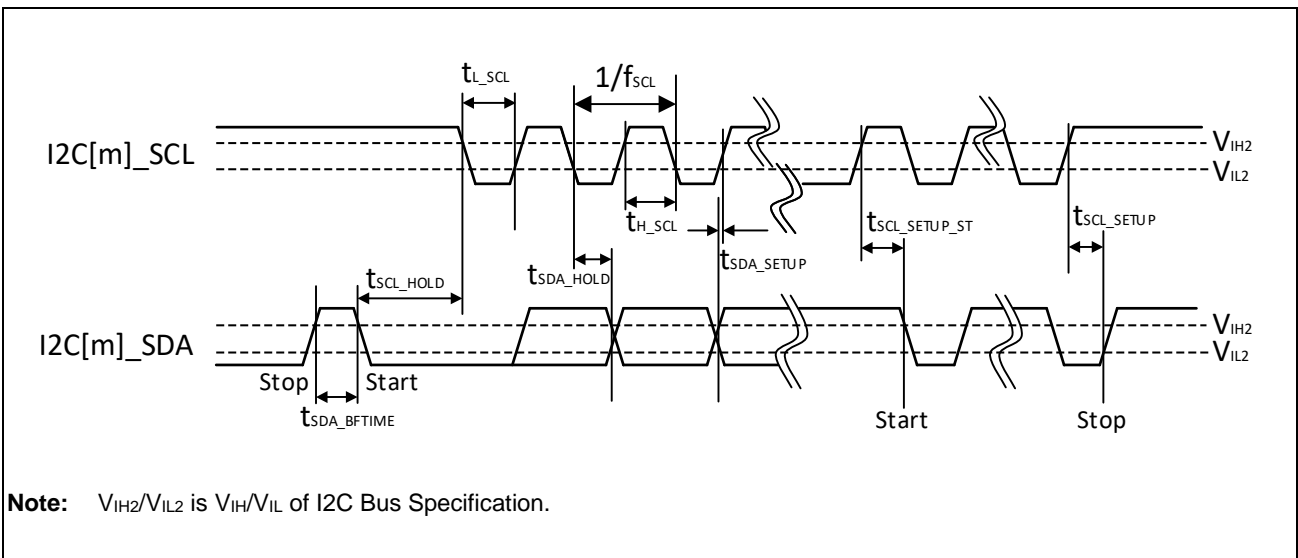 tL_SCL
1/fSCL
I2C[m]_SCL
VIH2
VIL2
tH_SCL
tSCL_SETUP_ST
tSCL_SETUP
tSDA_SETUP
tSCL_HOLD
tSDA_HOLD
I2C[m]_SDA
VIH2
VIL2
Stop
Start
tSDA_BFTIME
Start
Stop
Note: VIH2/VIL2 is VIH/VIL of I2C Bus Specification.